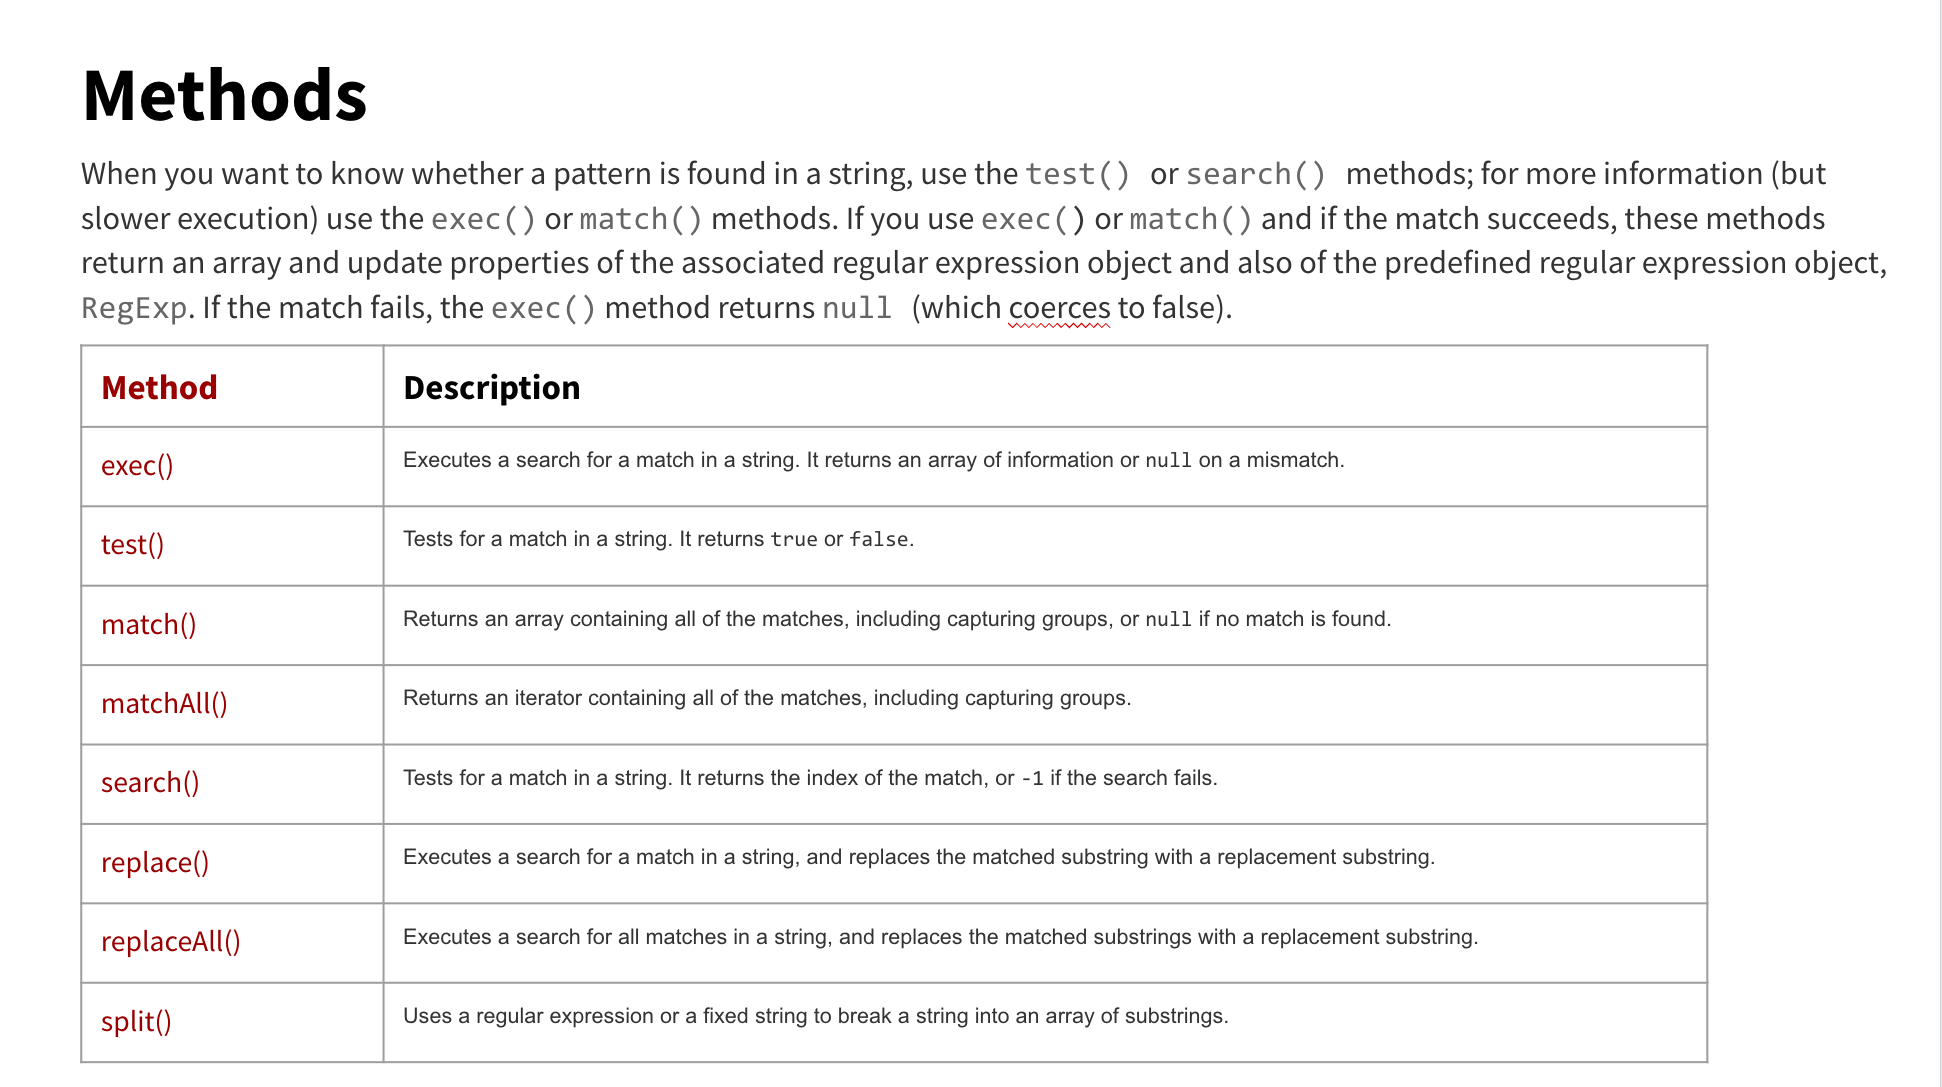 Methods
When you want to know whether a pattern is found in a string, use the test() or search() methods; for more information (but
slower execution) use the exec() or match() methods. If you use exec() or match() and if the match succeeds, these methods
return an array and update properties of the associated regular expression object and also of the predefined regular expression object,
RegExp. If the match fails, the exec() method returns null (which coerces to false).
Method Description
exec() Executes a search for a match in a string. It returns an array of information or null on a mismatch.
test() Tests for a match in a string. It returns true or false.
match() Returns an array containing all of the matches, including capturing groups, or null if no match is found.
matchAll() Returns an iterator containing all of the matches, including capturing groups.
search() Tests for a match in a string. It returns the index of the match, or -1 if the search fails.
replace() Executes a search for a match in a string, and replaces the matched substring with a replacement substring.
replaceAll() Executes a search for all matches in a string, and replaces the matched substrings with a replacement substring.
split() Uses a regular expression or a fixed string to break a string into an array of substrings.